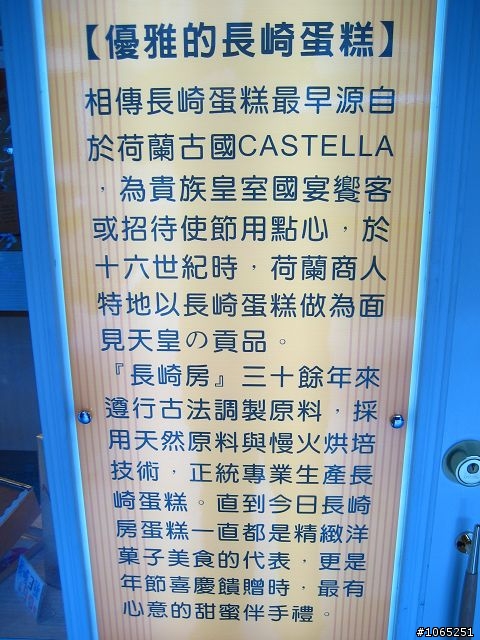 【優雅的長崎蛋糕】
相傳長崎蛋糕最早源自
於荷蘭古國CASTELLA
，為貴族皇室國宴饗客
或招待使節用點心，於
十六世紀時，荷蘭商人
特地以長崎蛋糕做為面
見天皇の貢品。
『長崎房』三十餘年來
遵行古法調製原料，採
用天然原料與慢火烘培
技術，正統專業生產長
崎蛋糕。直到今日長崎
房蛋糕一直都是精緻洋
菓子美食的代表，更是
年節喜慶饋贈時，最有
心意的甜蜜伴手禮。
#1065251